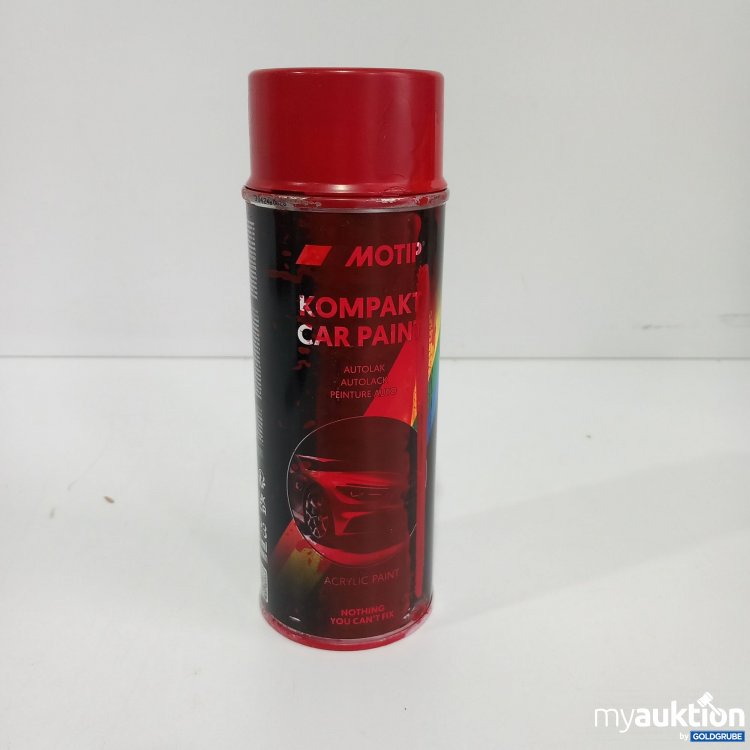 MOTIP®
KOMPAKT
CAR PAINT
AUTOLAK
AUTOLACK
PEINTURE AUTO
ACRYLIC PAINT
NOTHING
YOU CAN'T FIX
myauktion
by GOLDGRUBE